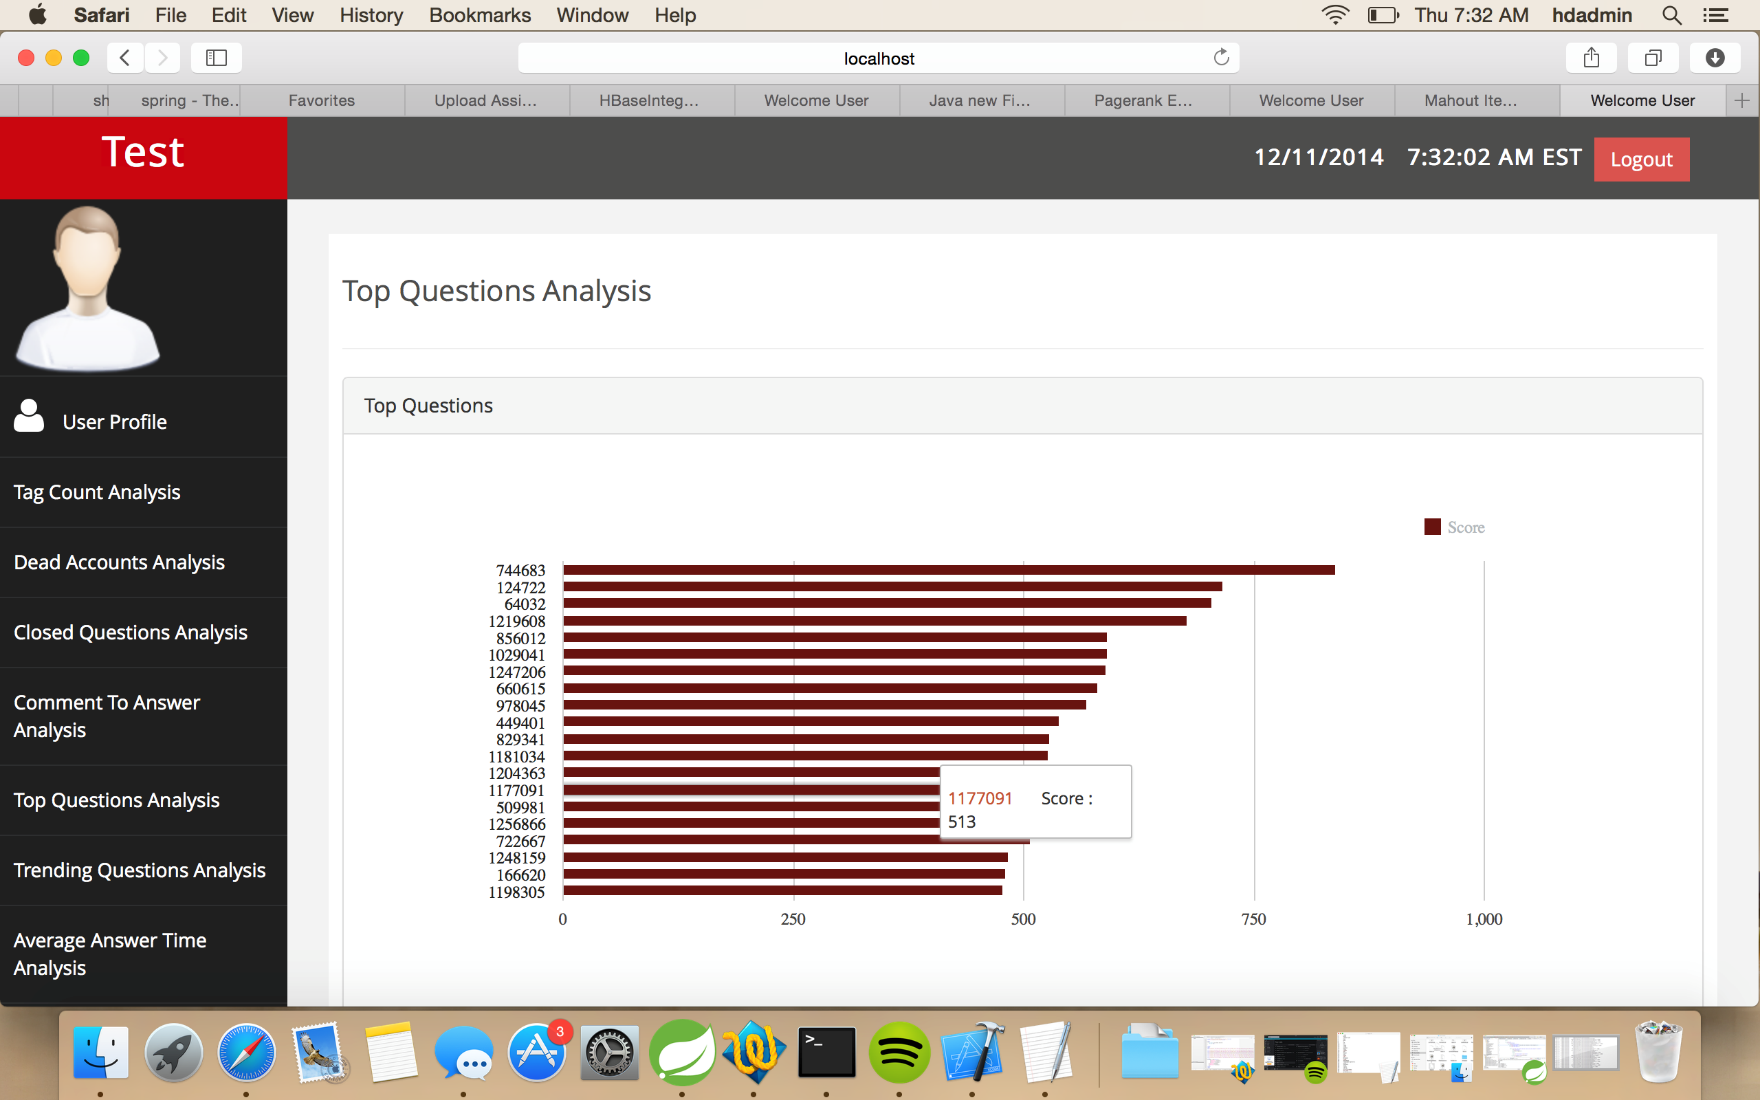 Safari File Edit View History Bookmarks Window Help Thu 7:32 AM hdadmin
localhost
sh spring - The.. Favorites Upload Assi... HBaseInteg... Welcome User Java new Fi... Pagerank E... Welcome User Mahout Ite... Welcome User
Test
12/11/2014 7:32:02 AM EST Logout
User Profile
Tag Count Analysis
Dead Accounts Analysis
Closed Questions Analysis
Comment To Answer
Analysis
Top Questions Analysis
Trending Questions Analysis
Average Answer Time
Analysis
Top Questions Analysis
Top Questions
Score
744683
124722
64032
1219608
856012
1029041
1247206
660615
978045
449401
829341
1181034
1204363
1177091
509981
1256866
722667
1248159
166620
1198305
1177091 Score :
513
0 250 500 750 1,000
3
>_